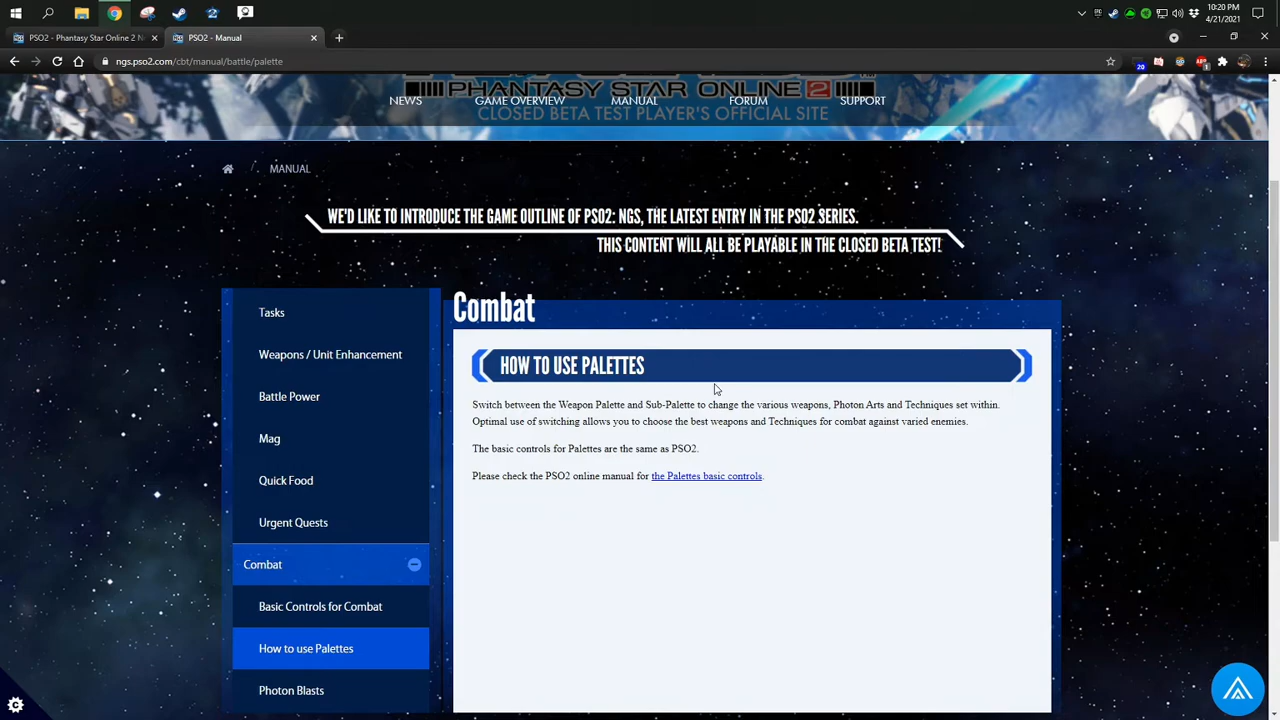 10:20 PM
4/21/2021
PSO2 - Phantasy Star Online 2 N
PSO2 - Manual
ngs.pso2.com/cbt/manual/battle/palette
20
1
PHANTASY STAR ONLINE 2
NEWS
GAME OVERVIEW
MANUAL
FORUM
SUPPORT
CLOSED BETA TEST PLAYER'S OFFICIAL SITE
/ MANUAL
WE'D LIKE TO INTRODUCE THE GAME OUTLINE OF PSO2: NGS, THE LATEST ENTRY IN THE PSO2 SERIES.
THIS CONTENT WILL ALL BE PLAYABLE IN THE CLOSED BETA TEST!
Tasks
Weapons / Unit Enhancement
Battle Power
Mag
Quick Food
Urgent Quests
Combat
Basic Controls for Combat
How to use Palettes
Photon Blasts
Combat
HOW TO USE PALETTES
Switch between the Weapon Palette and Sub-Palette to change the various weapons, Photon Arts and Techniques set within.
Optimal use of switching allows you to choose the best weapons and Techniques for combat against varied enemies.
The basic controls for Palettes are the same as PSO2.
Please check the PSO2 online manual for the Palettes basic controls.